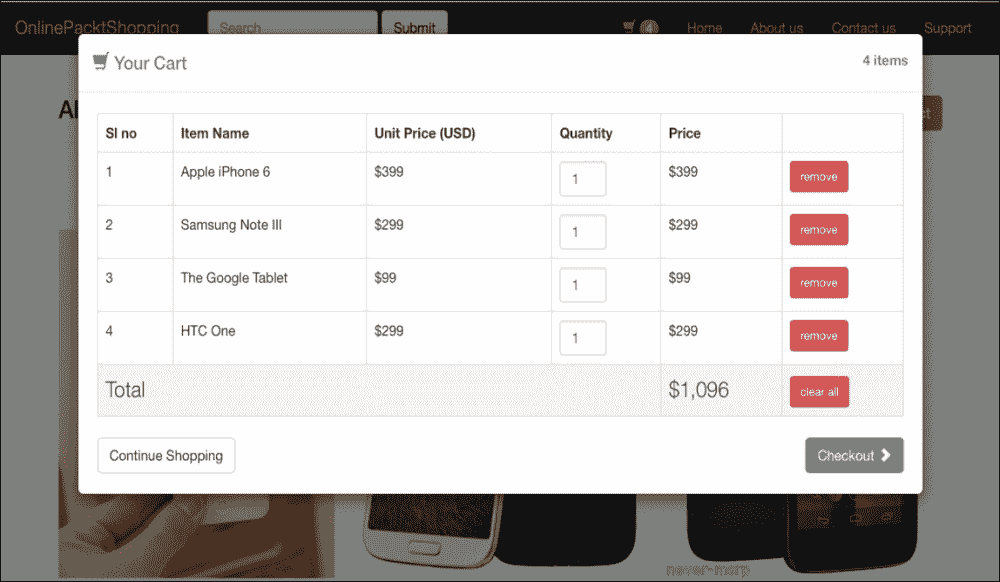 OnlinePacktShopping Search Submit 4 Home About us Contact us Support
Your Cart 4 items
Sl no Item Name Unit Price (USD) Quantity Price
1 Apple iPhone 6 $399 1 $399 remove
2 Samsung Note III $299 1 $299 remove
3 The Google Tablet $99 1 $99 remove
4 HTC One $299 1 $299 remove
Total $1,096 clear all
Continue Shopping Checkout